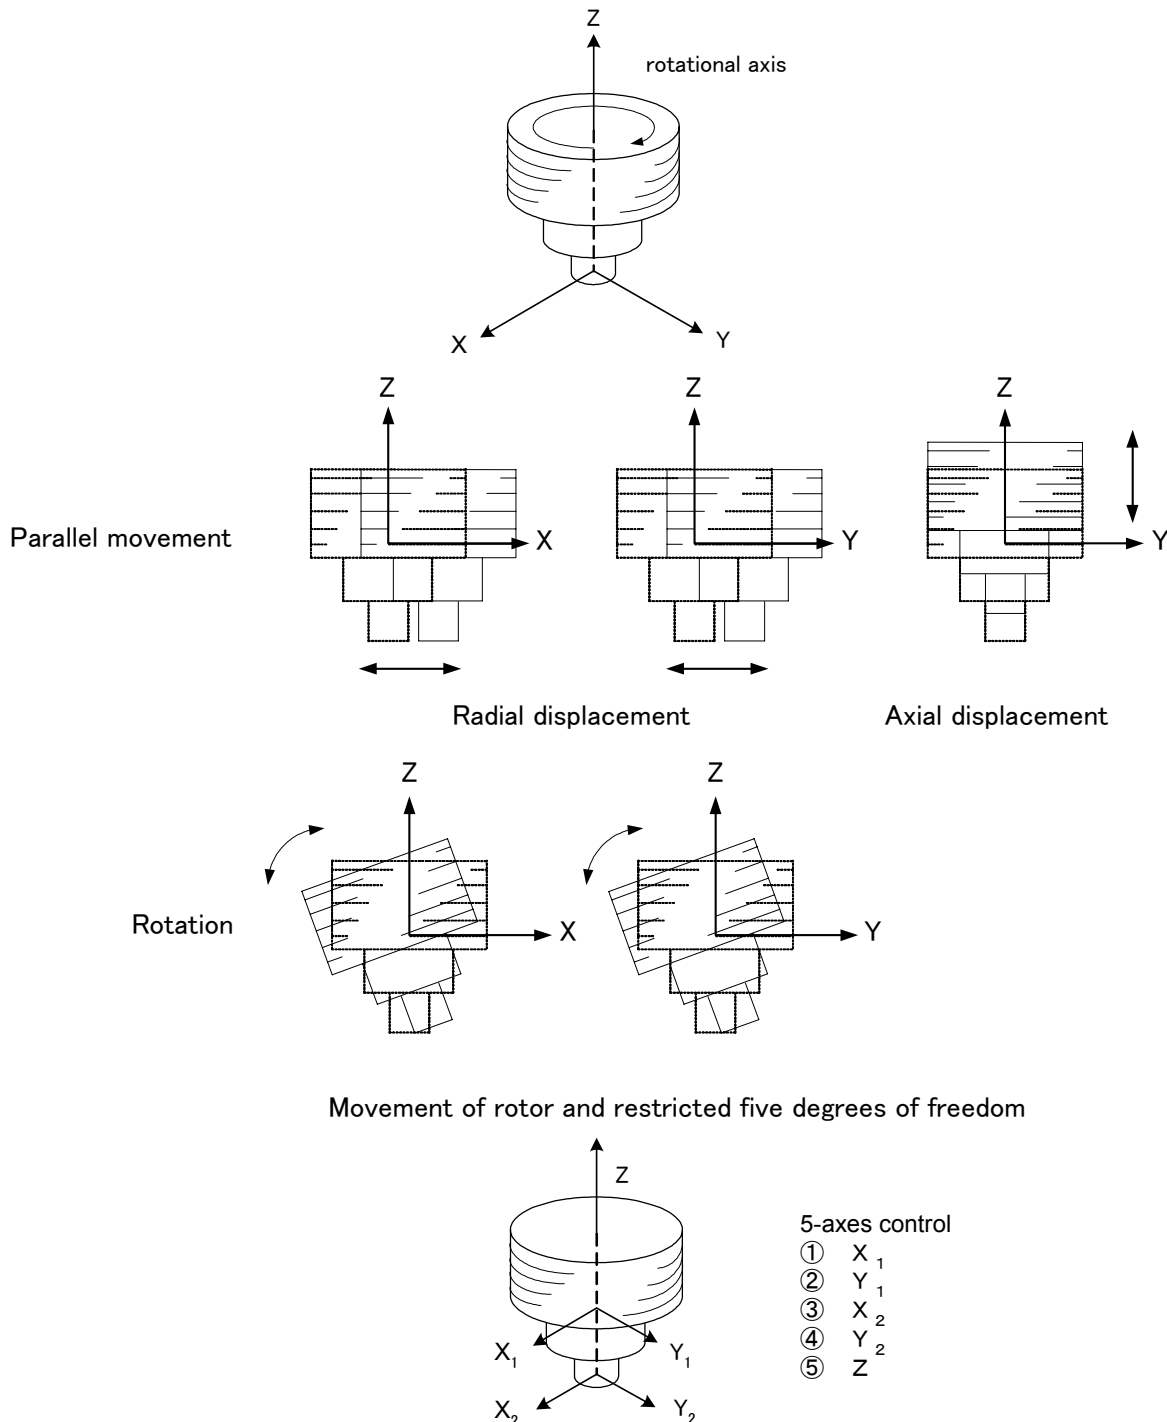 Z
rotational axis
X
Y
Z
Z
Z
Parallel movement
X
Y
Y
Radial displacement
Axial displacement
Z
Z
Rotation
X
Y
Movement of rotor and restricted five degrees of freedom
Z
5-axes control
① X₁
② Y₁
③ X₂
④ Y₂
⑤ Z
X₁
Y₁
X₂
Y₂